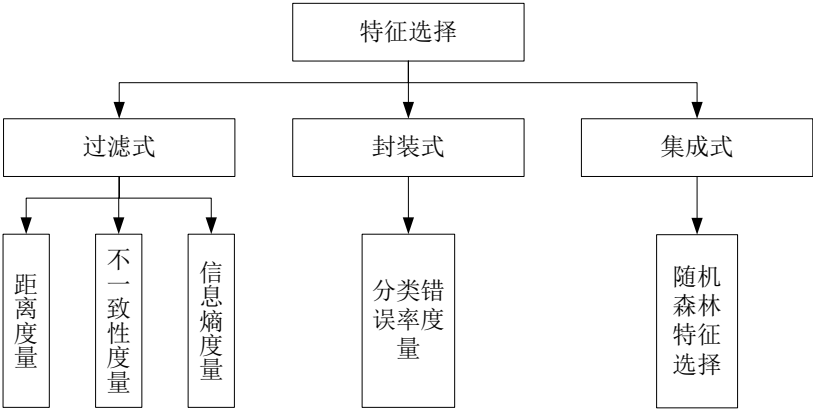 特征选择
过滤式
封装式
集成式
距离度量
不一致性度量
信息熵度量
分类错
误率度
量
随机
森林
特征
选择